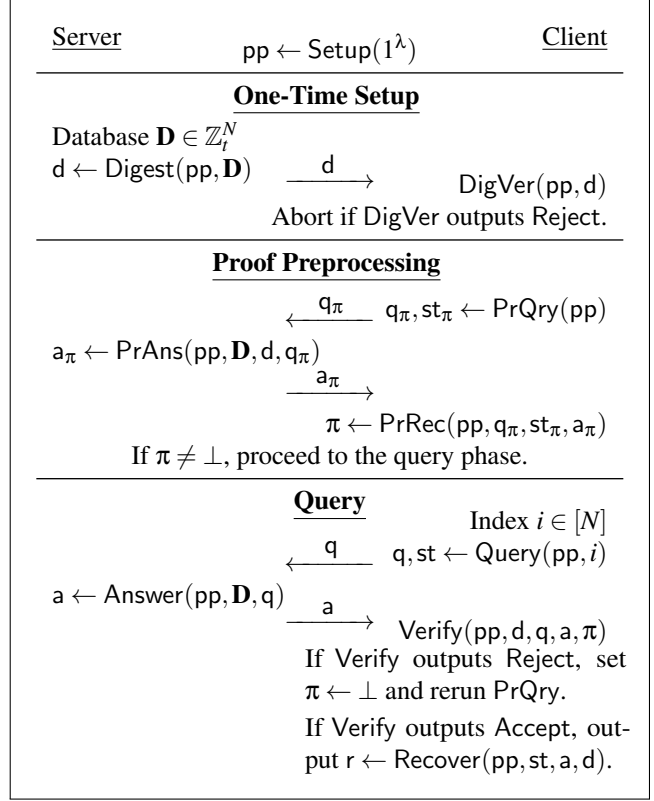 Server Client
pp ← Setup(1^λ)
One-Time Setup
Database D ∈ ℤ_t^N
d ← Digest(pp, D) d DigVer(pp, d)
Abort if DigVer outputs Reject.
Proof Preprocessing
q_π q_π, st_π ← PrQry(pp)
a_π ← PrAns(pp, D, d, q_π)
a_π
π ← PrRec(pp, q_π, st_π, a_π)
If π ≠ ⊥, proceed to the query phase.
Query
Index i ∈ [N]
q q, st ← Query(pp, i)
a ← Answer(pp, D, q) a
Verify(pp, d, q, a, π)
If Verify outputs Reject, set
π ← ⊥ and rerun PrQry.
If Verify outputs Accept, out-
put r ← Recover(pp, st, a, d).